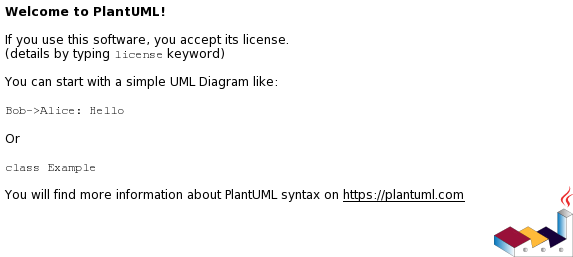 Welcome to PlantUML!
If you use this software, you accept its license.
(details by typing license keyword)
You can start with a simple UML Diagram like:
Bob->Alice: Hello
Or
class Example
You will find more information about PlantUML syntax on https://plantuml.com